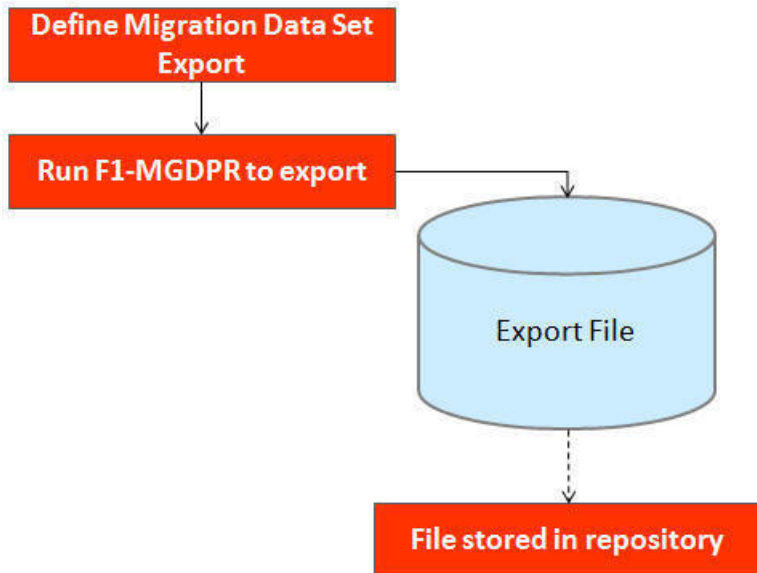 Define Migration Data Set
Export
Run F1-MGDPR to export
Export File
File stored in repository